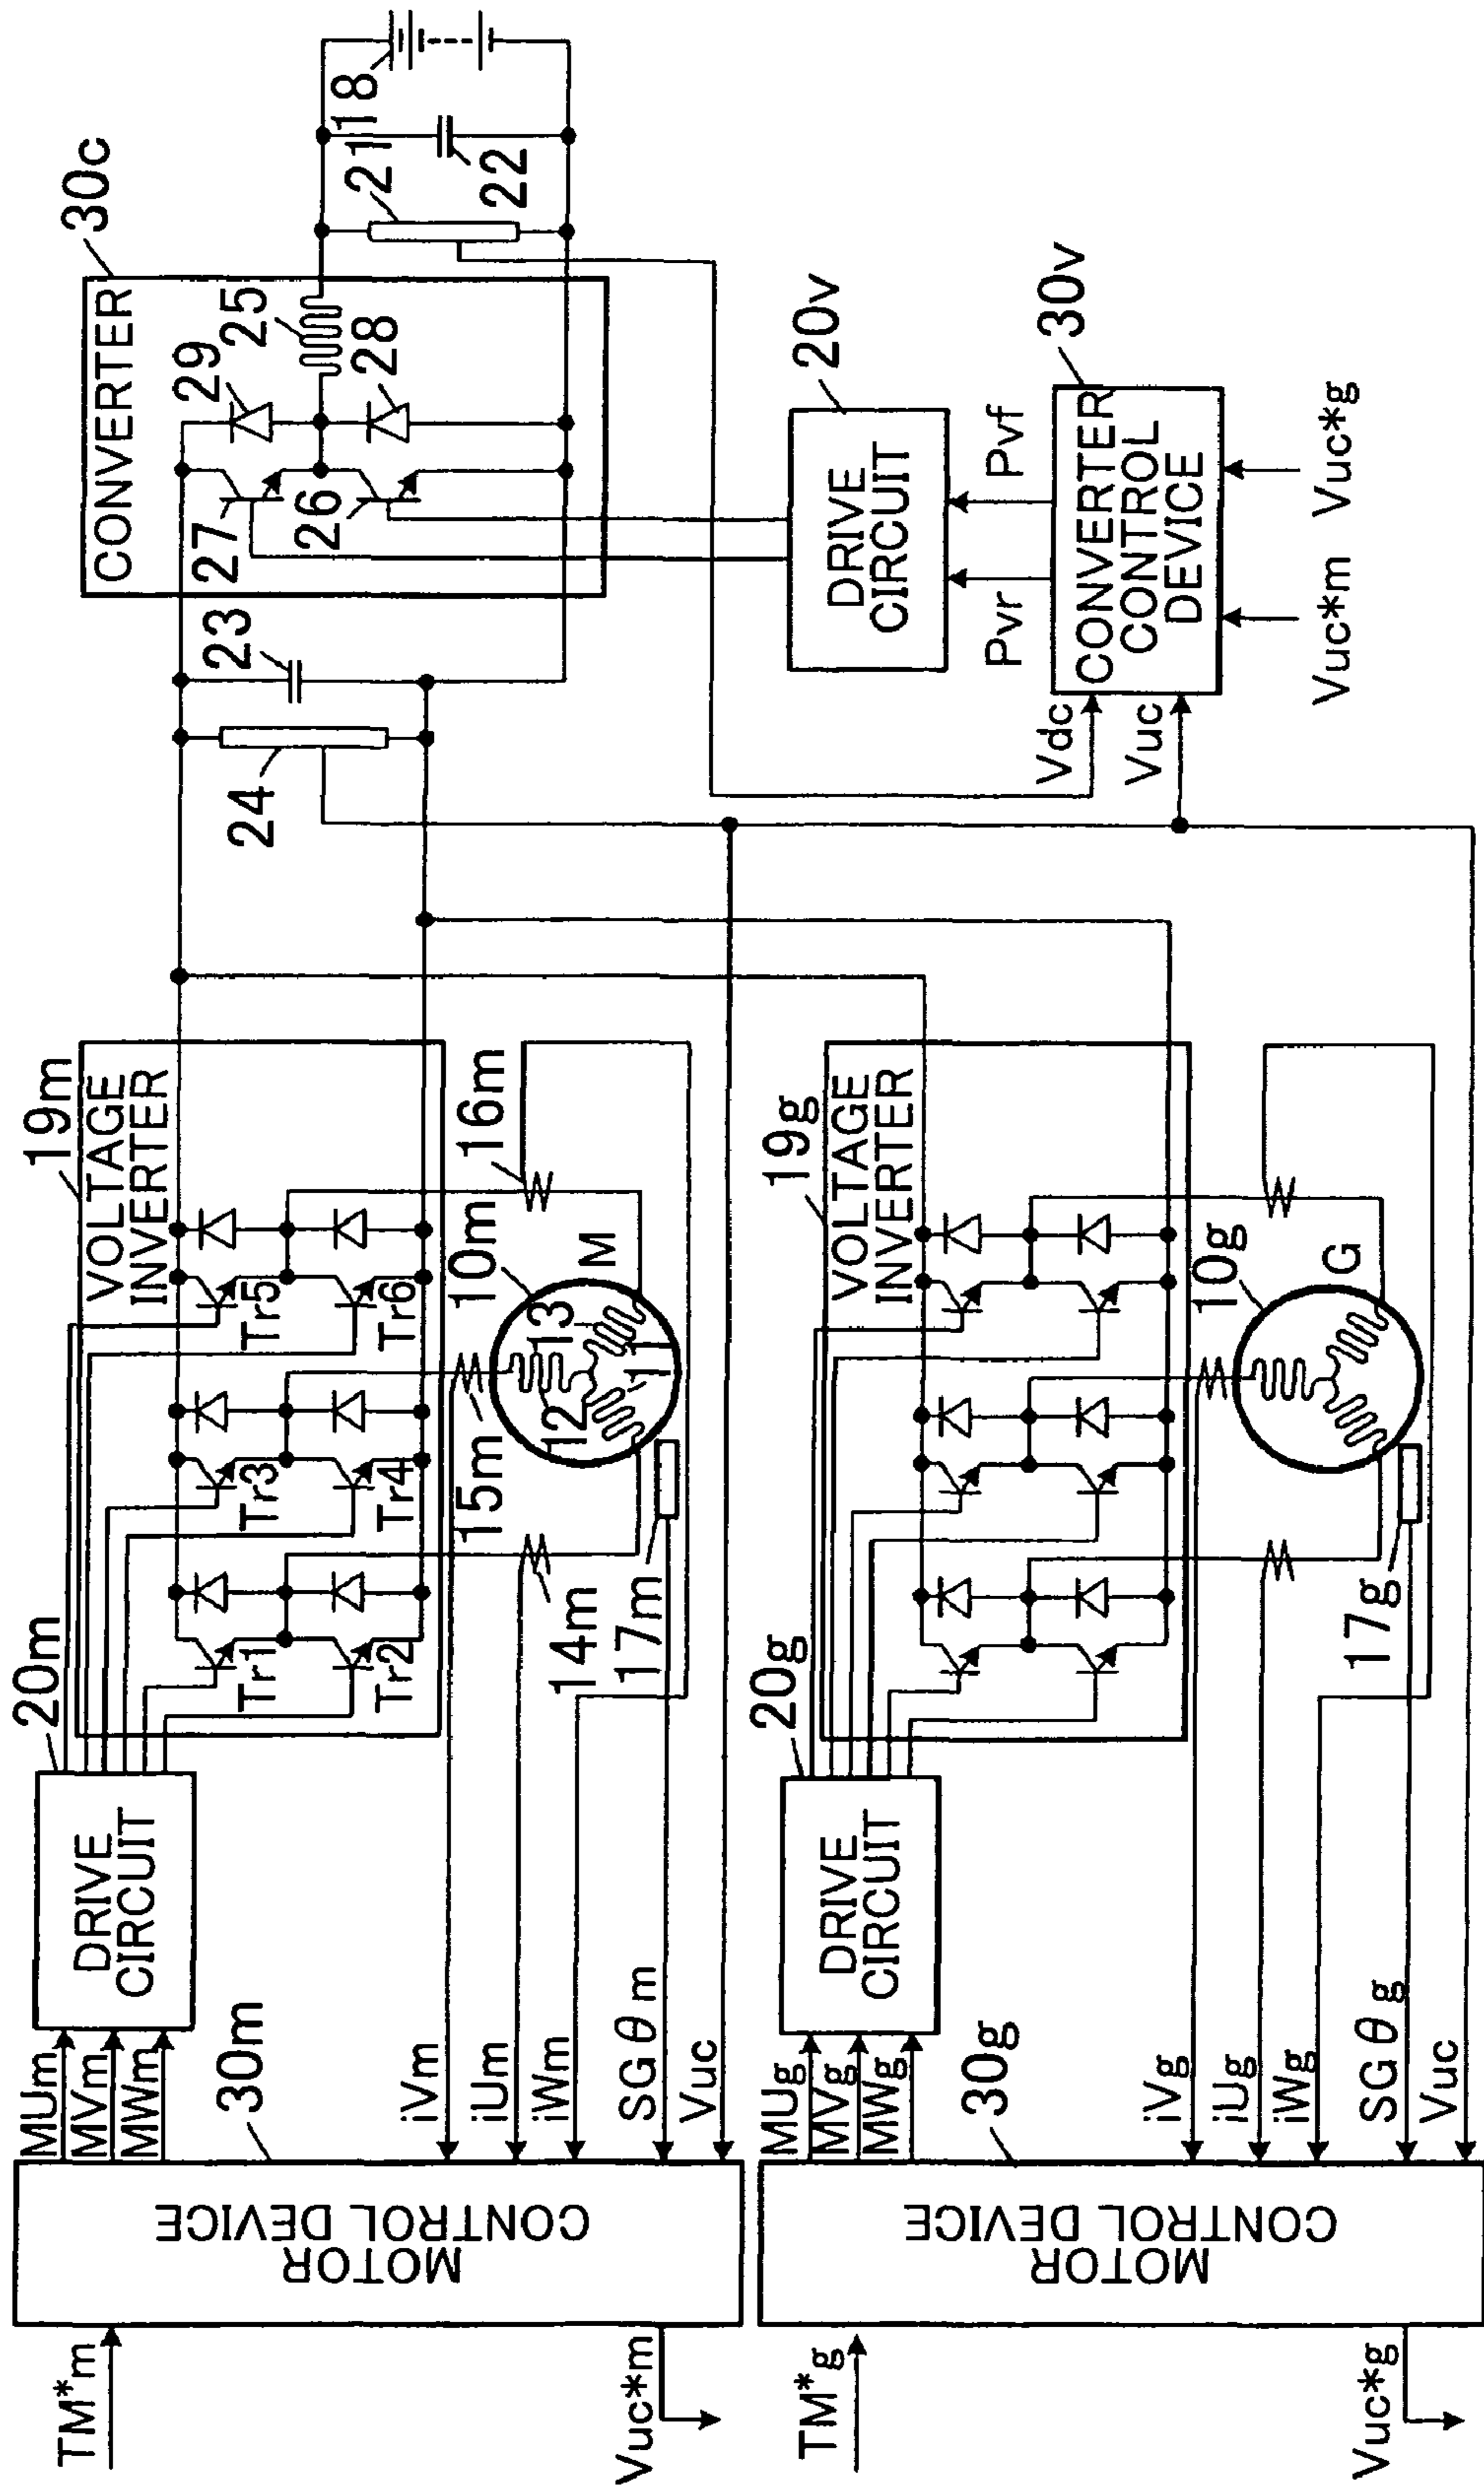 TM*m
Vuc*m
MOTOR
CONTROL DEVICE
30m
MUm
MVm
MWm
iVm
iUm
iWm
SGθm
Vuc
DRIVE
CIRCUIT
20m
19m
VOLTAGE
INVERTER
Tr1
Tr2
Tr3
Tr4
Tr5
Tr6
14m
15m
16m
17m
10m
M
11
12
13
24
23
CONVERTER
30c
27
26
29
28
25
21
22
18
DRIVE
CIRCUIT
20v
Pvr
Pvf
CONVERTER
CONTROL
DEVICE
30v
Vdc
Vuc
Vuc*m
Vuc*g
TM*g
Vuc*g
MOTOR
CONTROL DEVICE
30g
MUg
MVg
MWg
iVg
iUg
iWg
SGθg
Vuc
DRIVE
CIRCUIT
20g
19g
VOLTAGE
INVERTER
17g
10g
G